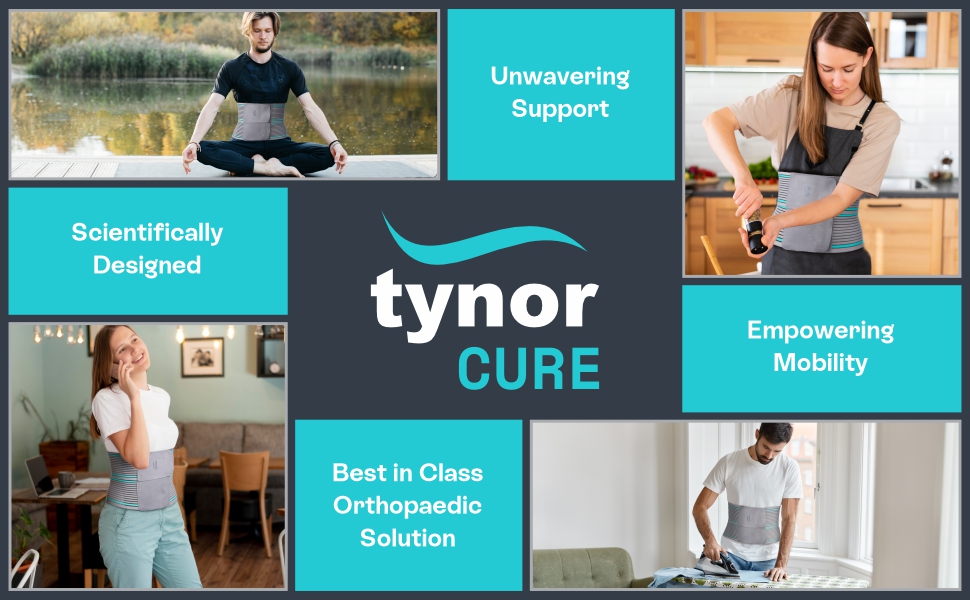 Unwavering
Support
Scientifically
Designed
tynor
CURE
Empowering
Mobility
Best in Class
Orthopaedic
Solution